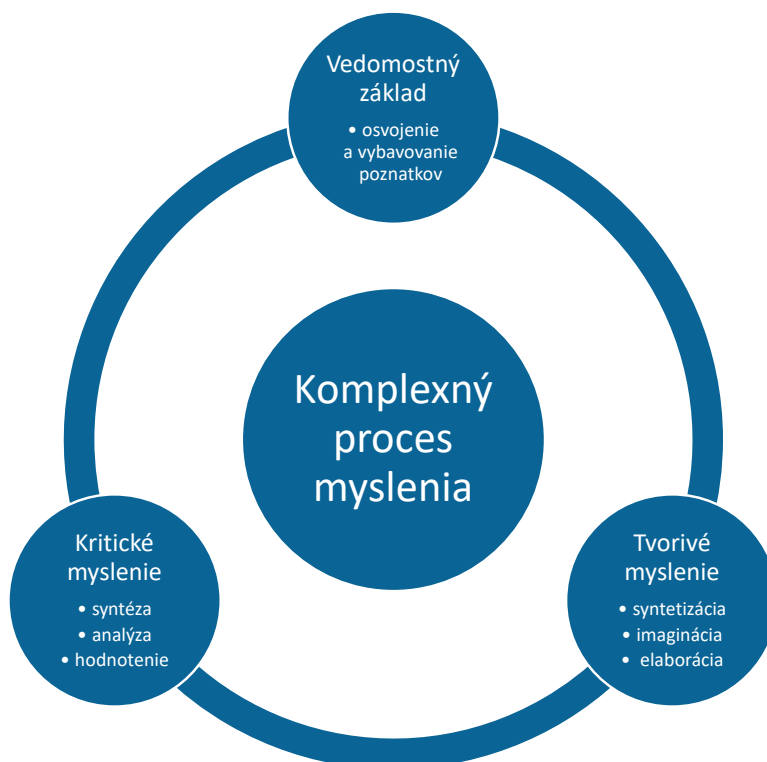 Vedomostný
základ
• osvojenie
a vybavovanie
poznatkov
Komplexný
proces
myslenia
Kritické
myslenie
• syntéza
• analýza
• hodnotenie
Tvorivé
myslenie
• syntetizácia
• imaginácia
• elaborácia